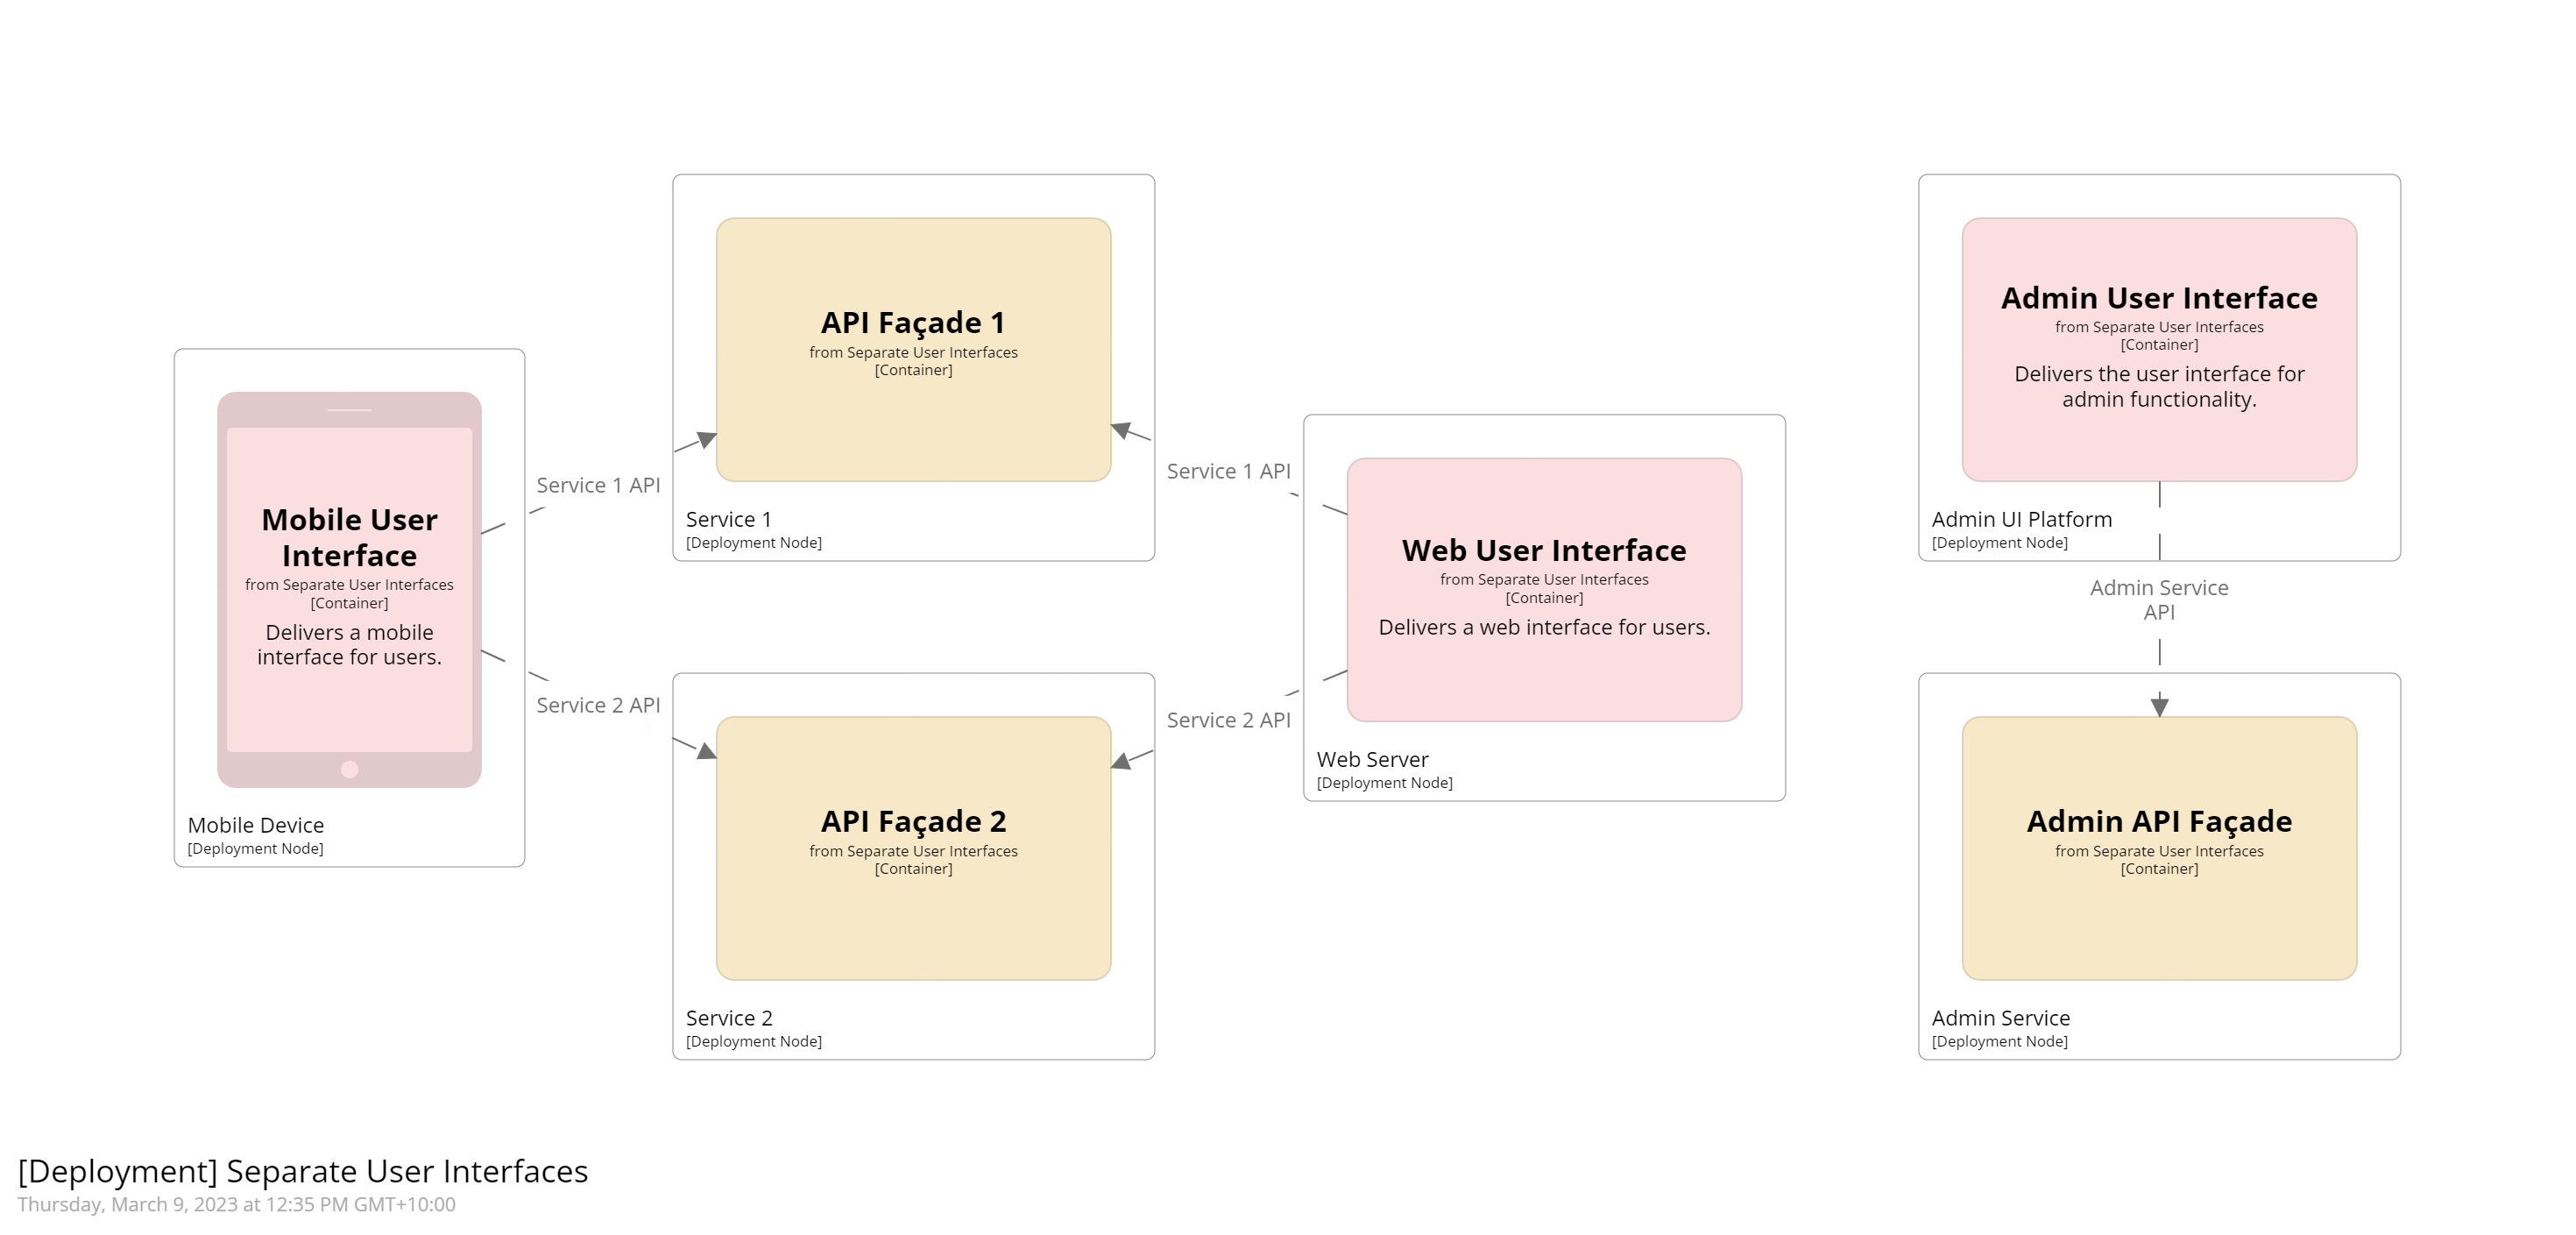 Mobile User
Interface
from Separate User Interfaces
[Container]
Delivers a mobile
interface for users.
Mobile Device
[Deployment Node]
Service 1 API
Service 2 API
API Façade 1
from Separate User Interfaces
[Container]
Service 1
[Deployment Node]
API Façade 2
from Separate User Interfaces
[Container]
Service 2
[Deployment Node]
Service 1 API
Service 2 API
Web User Interface
from Separate User Interfaces
[Container]
Delivers a web interface for users.
Web Server
[Deployment Node]
Admin User Interface
from Separate User Interfaces
[Container]
Delivers the user interface for
admin functionality.
Admin UI Platform
[Deployment Node]
Admin Service
API
Admin API Façade
from Separate User Interfaces
[Container]
Admin Service
[Deployment Node]
[Deployment] Separate User Interfaces
Thursday, March 9, 2023 at 12:35 PM GMT+10:00